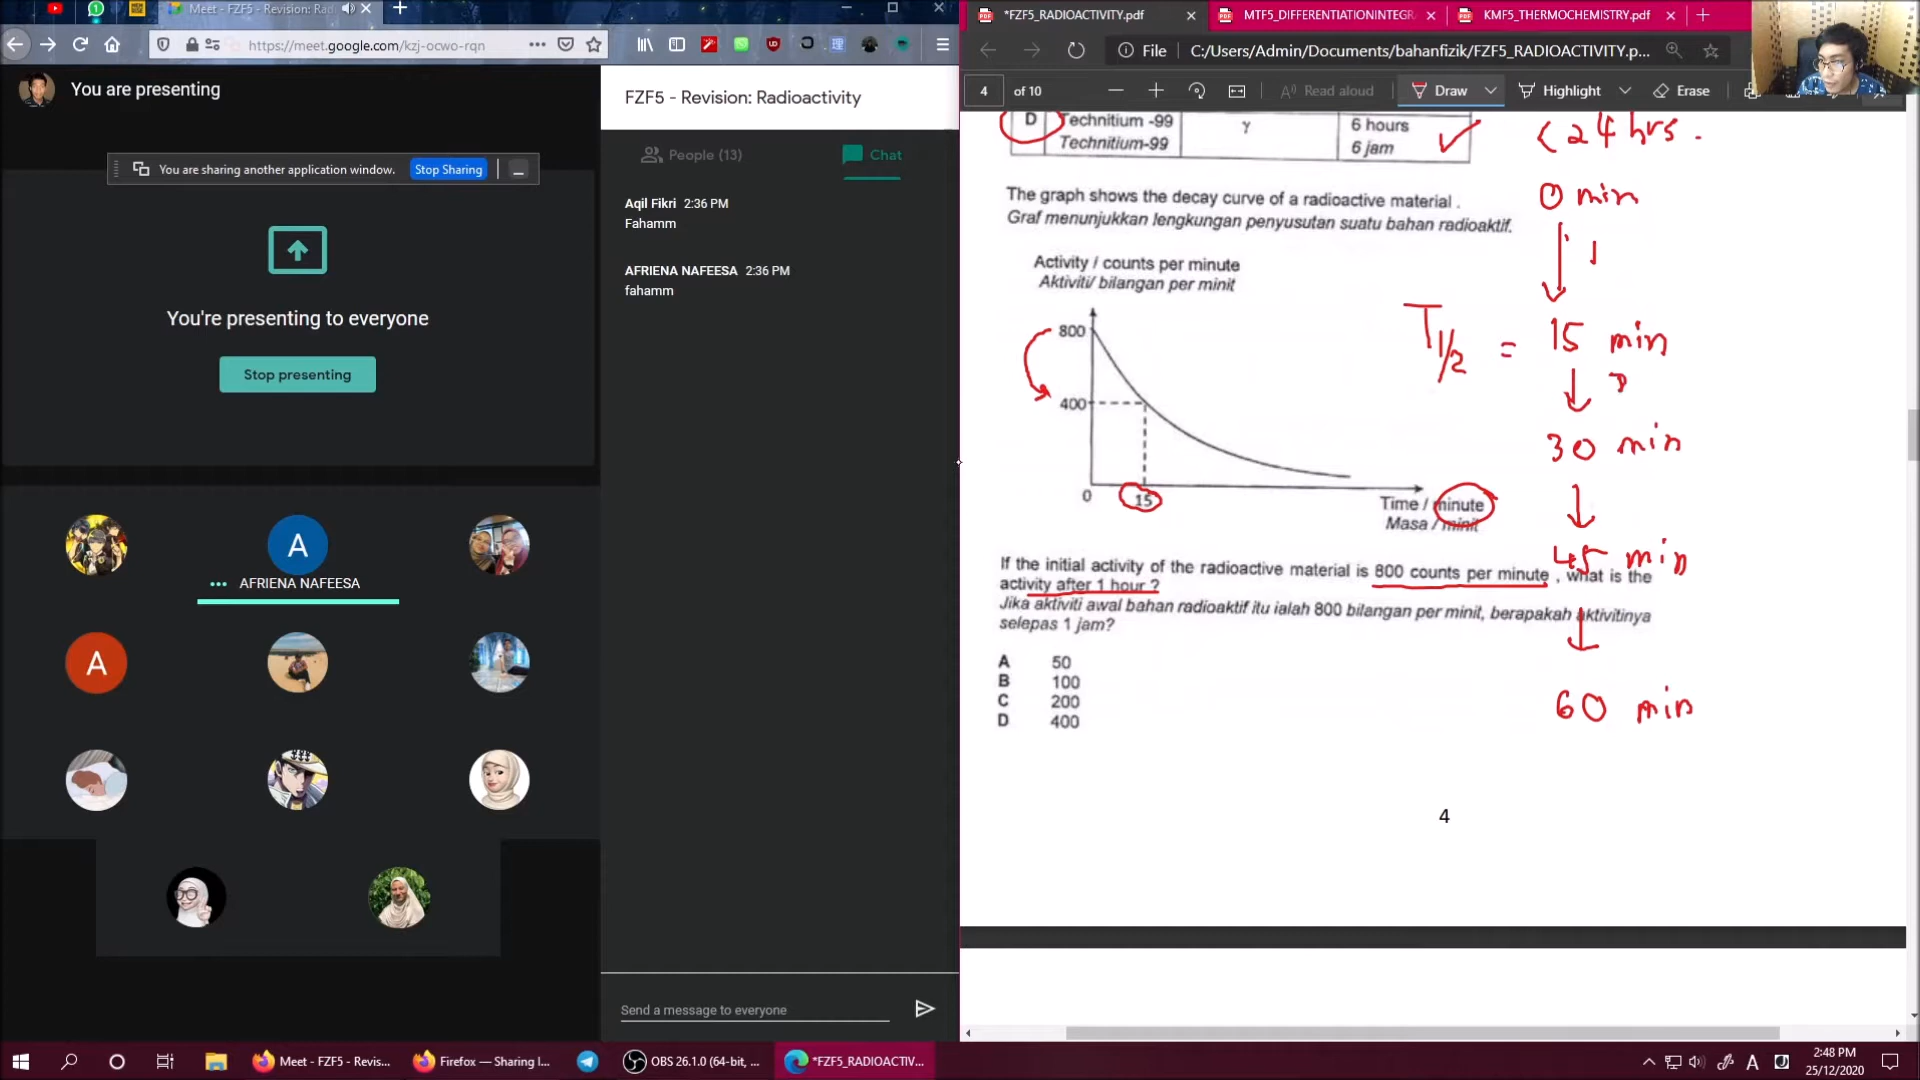 Meet - FZF5 - Revision: Rad
https://meet.google.com/kzj-ocwo-rqn
You are presenting
You are sharing another application window.
Stop Sharing
You're presenting to everyone
Stop presenting
A
AFRIENA NAFEESA
A
FZF5 - Revision: Radioactivity
People (13)
Chat
Aqil Fikri 2:36 PM
Fahamm
AFRIENA NAFEESA 2:36 PM
fahamm
Send a message to everyone
*FZF5_RADIOACTIVITY.pdf
MTF5_DIFFERENTIATIONINTEGR
KMF5_THERMOCHEMISTRY.pdf
File
C:/Users/Admin/Documents/bahanfizik/FZF5_RADIOACTIVITY.p...
4 of 10
Read aloud
Draw
Highlight
Erase
D Technitium -99 γ 6 hours
Technitium-99 6 jam
< 24 hrs.
The graph shows the decay curve of a radioactive material .
Graf menunjukkan lengkungan penyusutan suatu bahan radioaktif.
Activity / counts per minute
Aktiviti/ bilangan per minit
800
400
0
15
Time / minute
Masa / minit
0 min
1
T1/2 = 15 min
30 min
45 min
60 min
If the initial activity of the radioactive material is 800 counts per minute , what is the
activity after 1 hour ?
Jika aktiviti awal bahan radioaktif itu ialah 800 bilangan per minit, berapakah aktivitinya
selepas 1 jam?
A 50
B 100
C 200
D 400
4
Meet - FZF5 - Revis...
Firefox — Sharing I...
OBS 26.1.0 (64-bit, ...
*FZF5_RADIOACTIV...
A
2:48 PM
25/12/2020